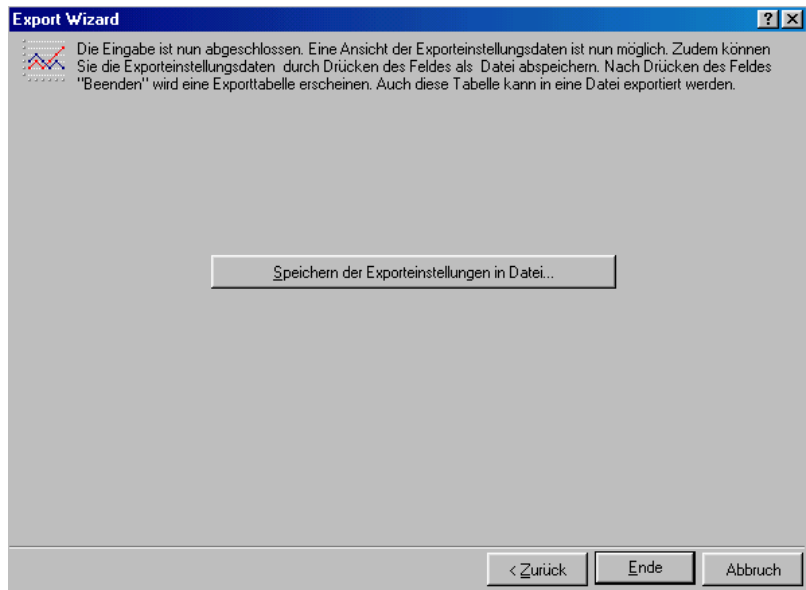 Export Wizard
Die Eingabe ist nun abgeschlossen. Eine Ansicht der Exporteinstellungsdaten ist nun möglich. Zudem können
Sie die Exporteinstellungsdaten durch Drücken des Feldes als Datei abspeichern. Nach Drücken des Feldes
"Beenden" wird eine Exporttabelle erscheinen. Auch diese Tabelle kann in eine Datei exportiert werden.
Speichern der Exporteinstellungen in Datei...
< Zurück
Ende
Abbruch